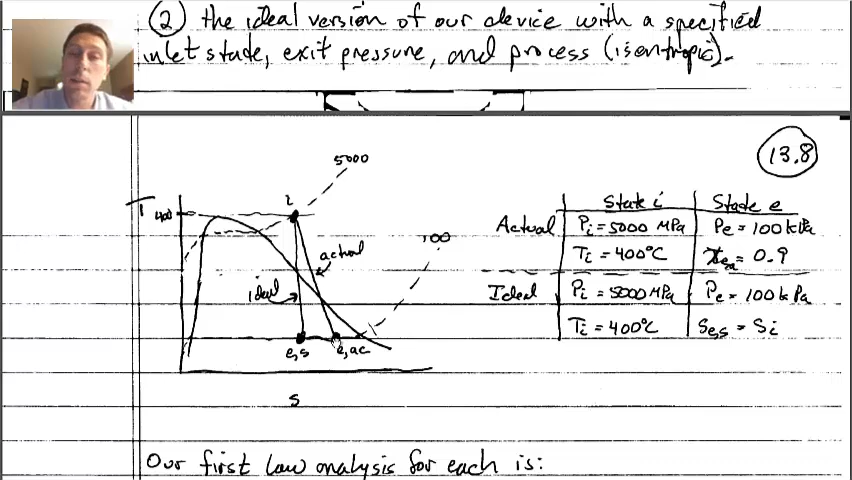 ② the ideal version of our device with a specified
inlet state, exit pressure, and process (isentropic).
13.8
T
400
i
5000
100
actual
ideal
e,s
e,ac
s
State i State e
Actual Pi = 5000 MPa Pe = 100 kPa
Ti = 400°C xea = 0.9
Ideal Pi = 5000 MPa Pe = 100 kPa
Ti = 400°C Se,s = Si
Our first law analysis for each is: